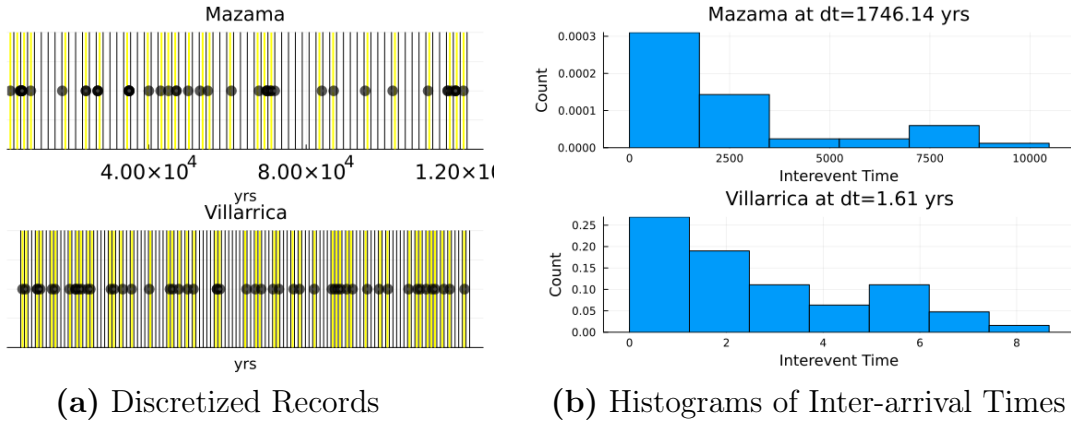 Mazama
4.00×10⁴
8.00×10⁴
1.20×1
yrs
Villarrica
yrs
(a) Discretized Records
Mazama at dt=1746.14 yrs
Count
0.0003
0.0002
0.0001
0.0000
0
2500
5000
7500
10000
Interevent Time
Villarrica at dt=1.61 yrs
Count
0.25
0.20
0.15
0.10
0.05
0.00
0
2
4
6
8
Interevent Time
(b) Histograms of Inter-arrival Times